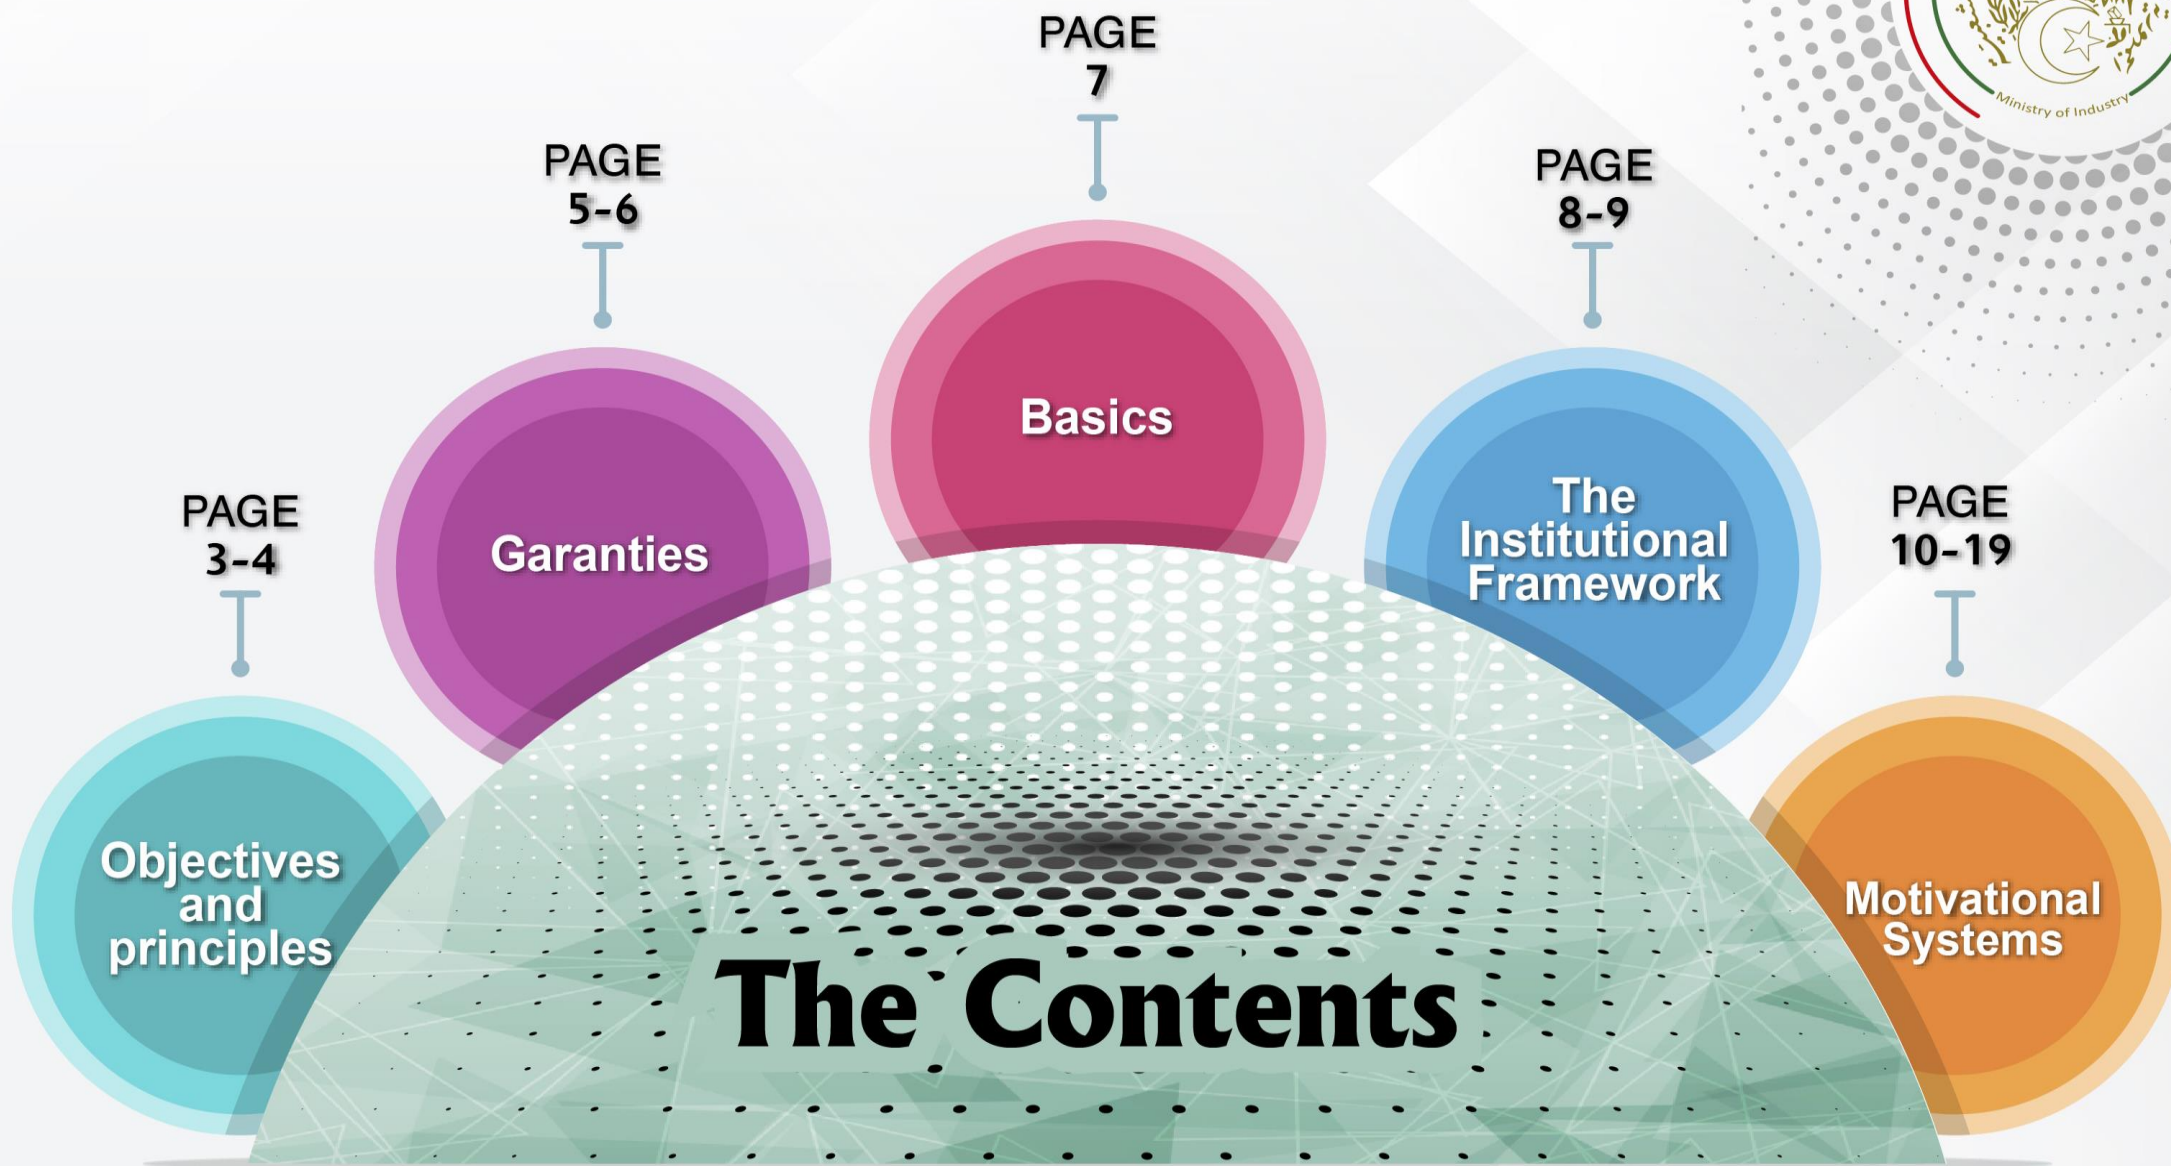 PAGE
3-4
Objectives
and
principles
PAGE
5-6
Garanties
PAGE
7
Basics
PAGE
8-9
The
Institutional
Framework
PAGE
10-19
Motivational
Systems
The Contents
Ministry of Industry